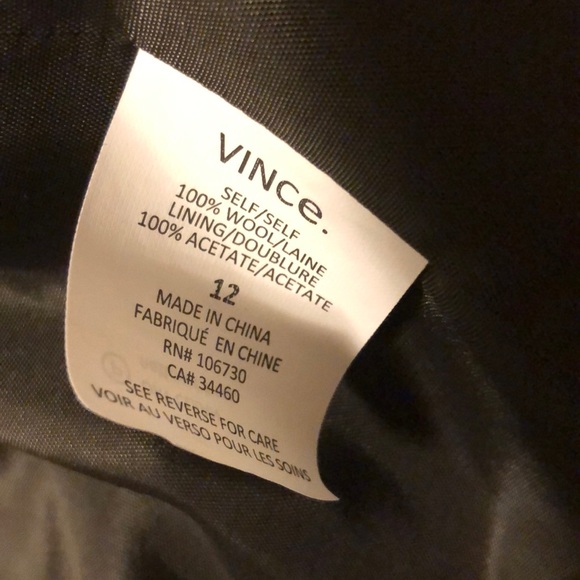 VINCe.
SELF/SELF
100% WOOL/LAINE
LINING/DOUBLURE
100% ACETATE/ACETATE
12
MADE IN CHINA
FABRIQUÉ EN CHINE
RN# 106730
CA# 34460
SEE REVERSE FOR CARE
VOIR AU VERSO POUR LES SOINS